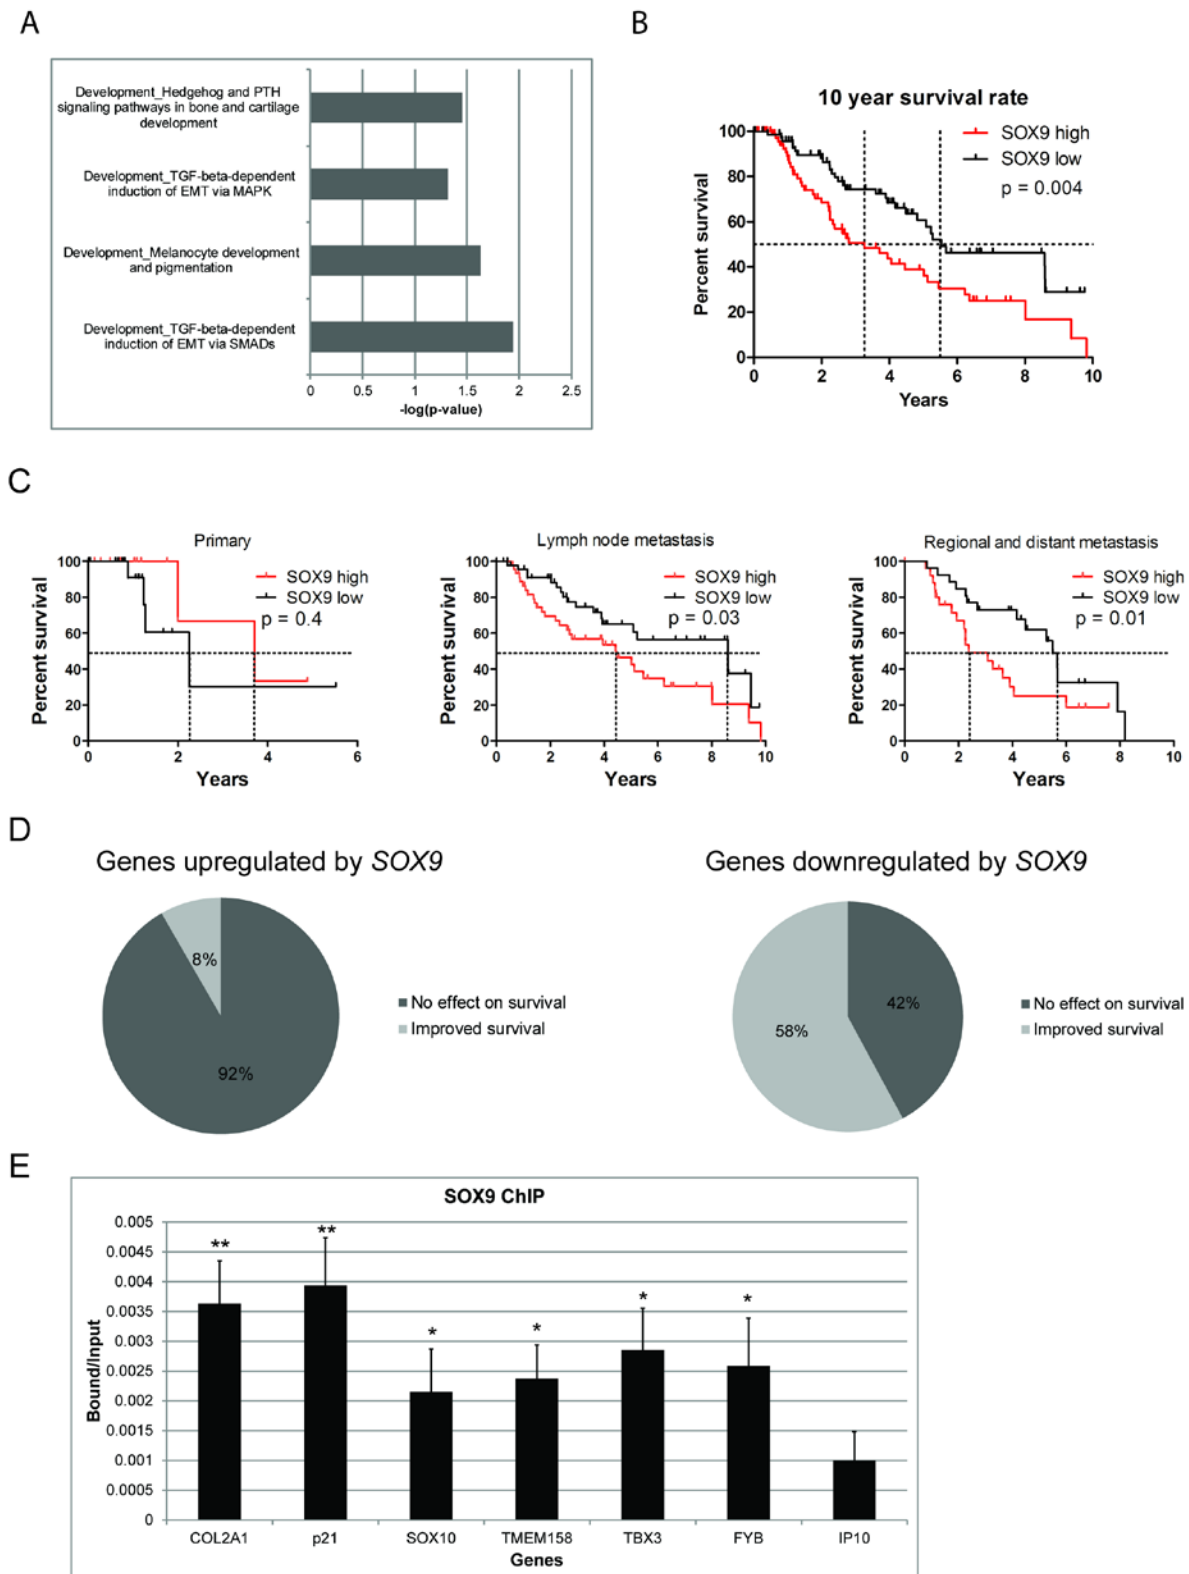 A
Development_Hedgehog and PTH
signaling pathways in bone and cartilage
development
Development_TGF-beta-dependent
induction of EMT via MAPK
Development_Melanocyte development
and pigmentation
Development_TGF-beta-dependent
induction of EMT via SMADs
0 0.5 1 1.5 2 2.5
-log(p-value)
B
10 year survival rate
SOX9 high
SOX9 low
p = 0.004
Percent survival
100
80
60
40
20
0
0 2 4 6 8 10
Years
C
Primary
SOX9 high
SOX9 low
p = 0.4
Percent survival
100
80
60
40
20
0
0 2 4 6
Years
Lymph node metastasis
SOX9 high
SOX9 low
p = 0.03
Percent survival
100
80
60
40
20
0
0 2 4 6 8 10
Years
Regional and distant metastasis
SOX9 high
SOX9 low
p = 0.01
Percent survival
100
80
60
40
20
0
0 2 4 6 8 10
Years
D
Genes upregulated by SOX9
8%
92%
No effect on survival
Improved survival
Genes downregulated by SOX9
42%
58%
No effect on survival
Improved survival
E
SOX9 ChIP
Bound/Input
0.005
0.0045
0.004
0.0035
0.003
0.0025
0.002
0.0015
0.001
0.0005
0
** ** * * * *
COL2A1 p21 SOX10 TMEM158 TBX3 FYB IP10
Genes